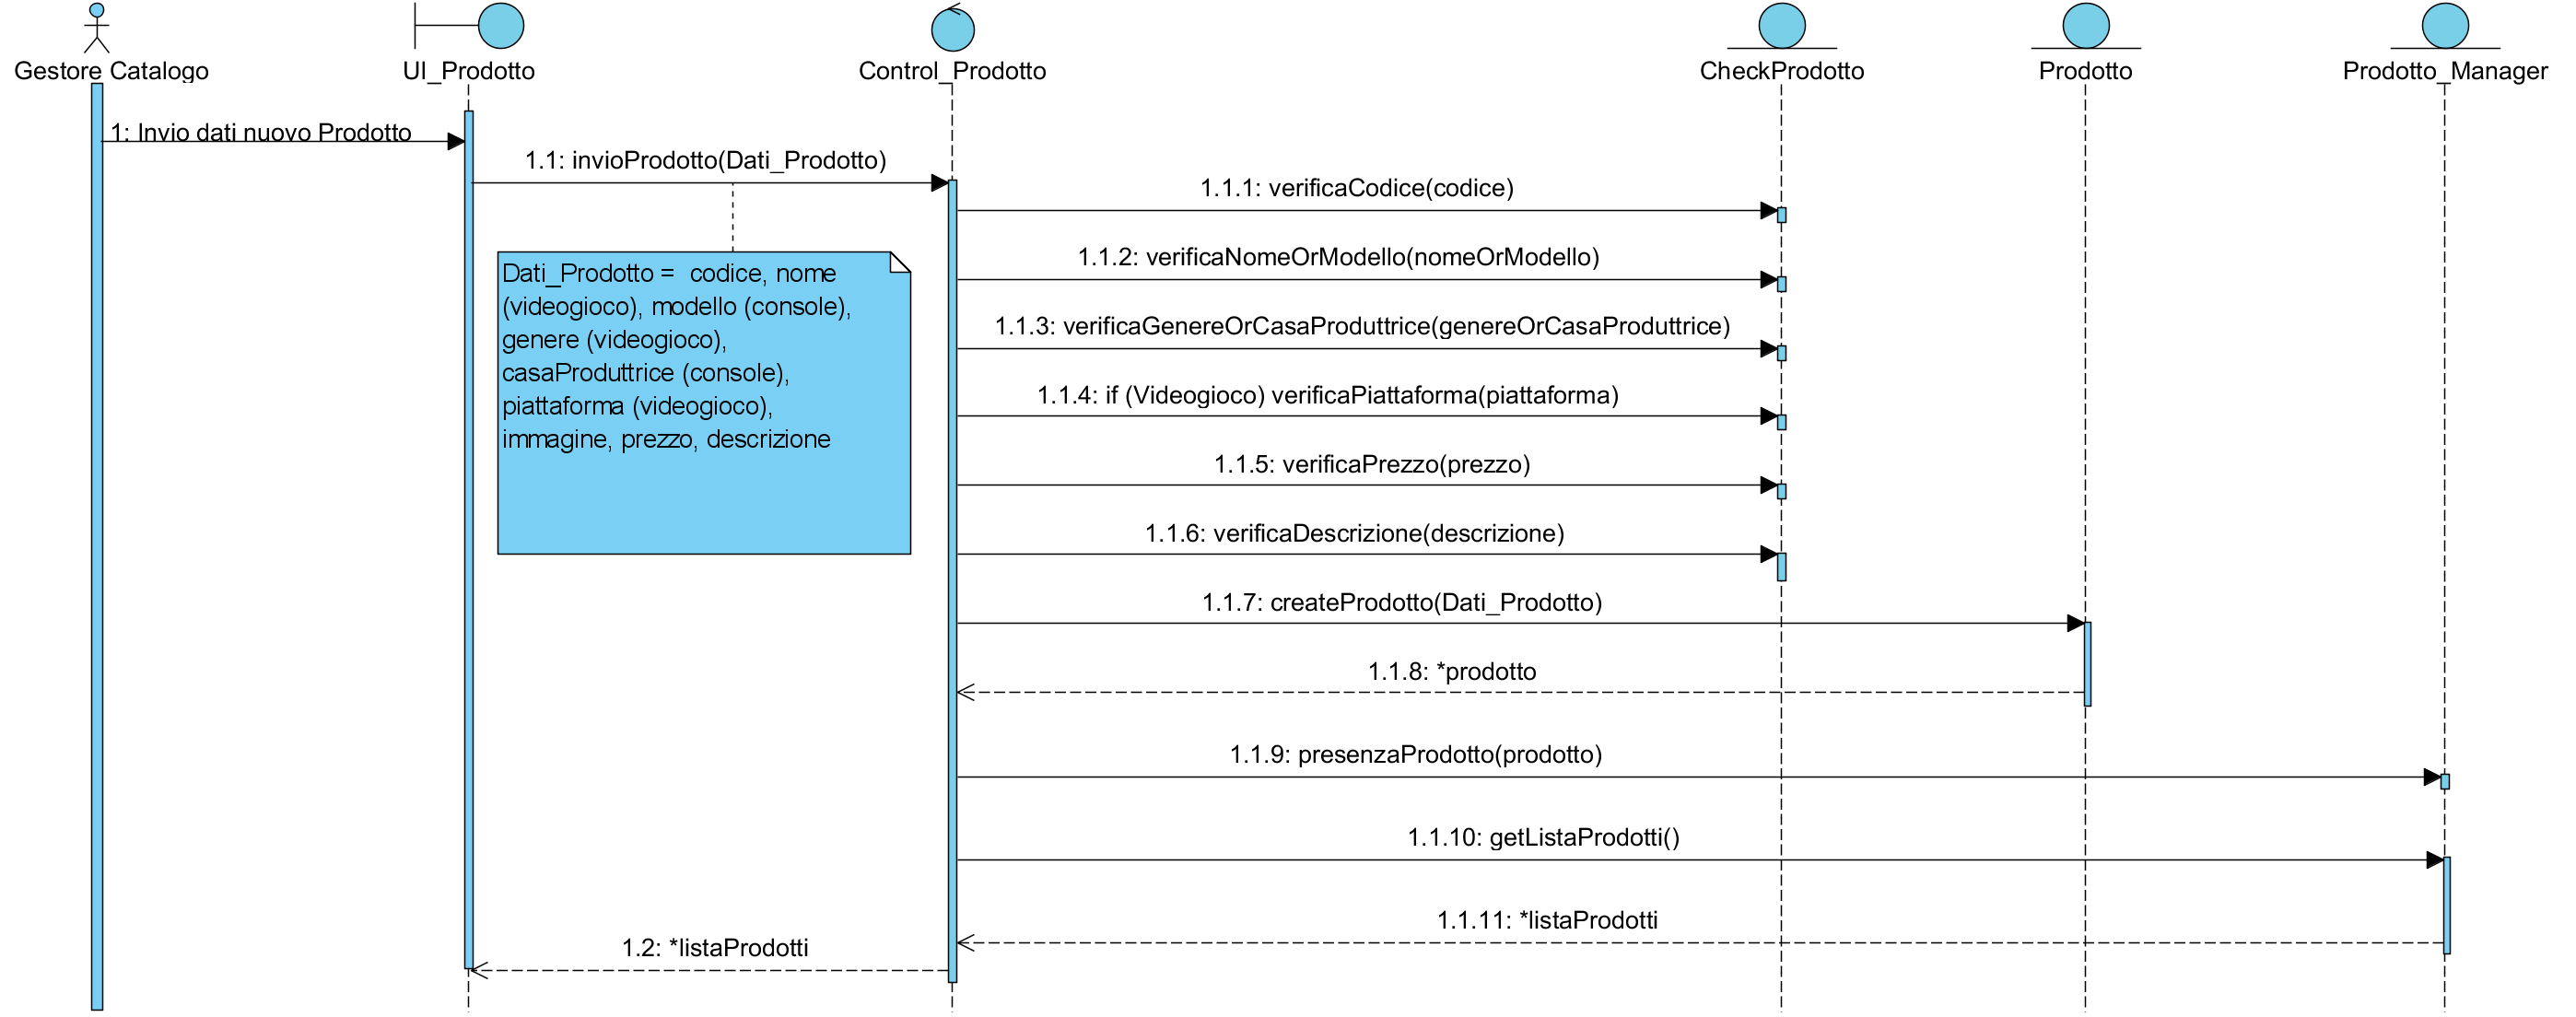 Gestore Catalogo
UI_Prodotto
Control_Prodotto
CheckProdotto
Prodotto
Prodotto_Manager
1: Invio dati nuovo Prodotto
1.1: invioProdotto(Dati_Prodotto)
Dati_Prodotto = codice, nome
(videogioco), modello (console),
genere (videogioco),
casaProduttrice (console),
piattaforma (videogioco),
immagine, prezzo, descrizione
1.1.1: verificaCodice(codice)
1.1.2: verificaNomeOrModello(nomeOrModello)
1.1.3: verificaGenereOrCasaProduttrice(genereOrCasaProduttrice)
1.1.4: if (Videogioco) verificaPiattaforma(piattaforma)
1.1.5: verificaPrezzo(prezzo)
1.1.6: verificaDescrizione(descrizione)
1.1.7: createProdotto(Dati_Prodotto)
1.1.8: *prodotto
1.1.9: presenzaProdotto(prodotto)
1.1.10: getListaProdotti()
1.1.11: *listaProdotti
1.2: *listaProdotti